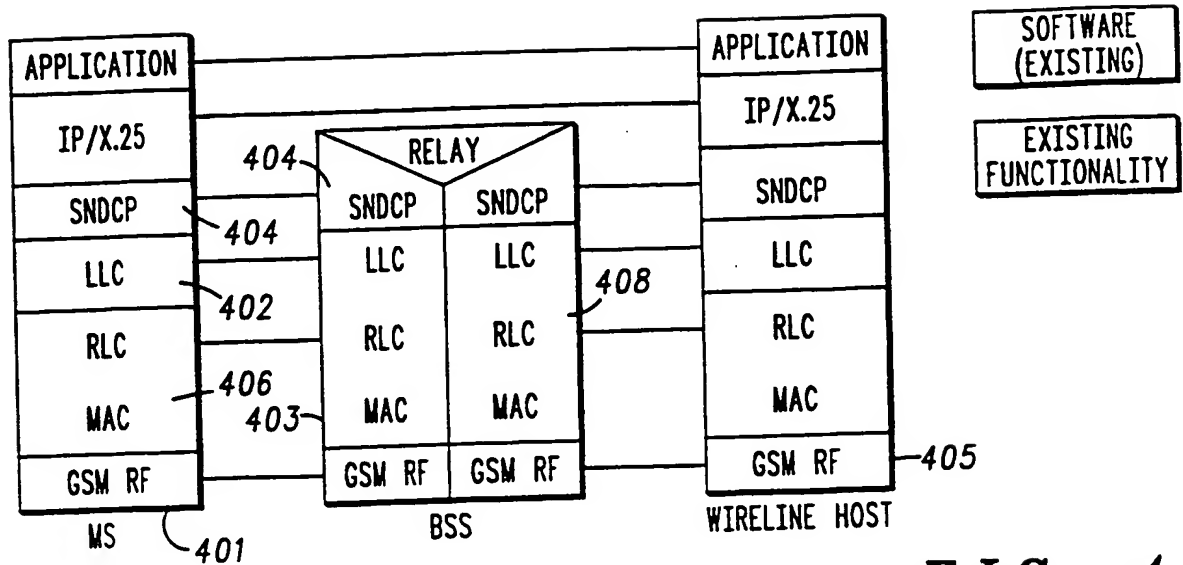 APPLICATION
IP/X.25
SNDCP
404
LLC
402
RLC
406
MAC
GSM RF
MS
401
RELAY
404
SNDCP SNDCP
LLC LLC
408
RLC RLC
403
MAC MAC
GSM RF GSM RF
BSS
APPLICATION
IP/X.25
SNDCP
LLC
RLC
MAC
GSM RF
405
WIRELINE HOST
SOFTWARE
(EXISTING)
EXISTING
FUNCTIONALITY